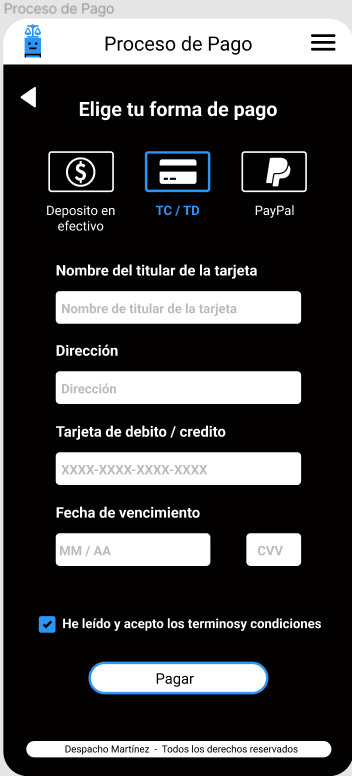 Proceso de Pago
Proceso de Pago
Elige tu forma de pago
Deposito en
efectivo
TC / TD
PayPal
Nombre del titular de la tarjeta
Nombre de titular de la tarjeta
Dirección
Dirección
Tarjeta de debito / credito
XXXX-XXXX-XXXX-XXXX
Fecha de vencimiento
MM / AA
CVV
He leído y acepto los terminosy condiciones
Pagar
Despacho Martínez - Todos los derechos reservados